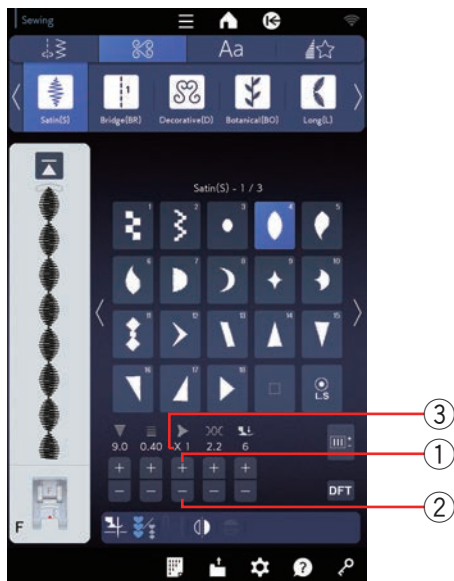 Sewing
Aa
1
Satin(S) Bridge(BR) Decorative(D) Botanical(BO) Long(L)
Satin(S) - 1 / 3
1 2 3 4 5
6 7 8 9 10
11 12 13 14 15
16 17 18
L.S
③
9.0 0.40 X 1 2.2 6
①
+ + + + +
- - - - -
②
DFT
F
?